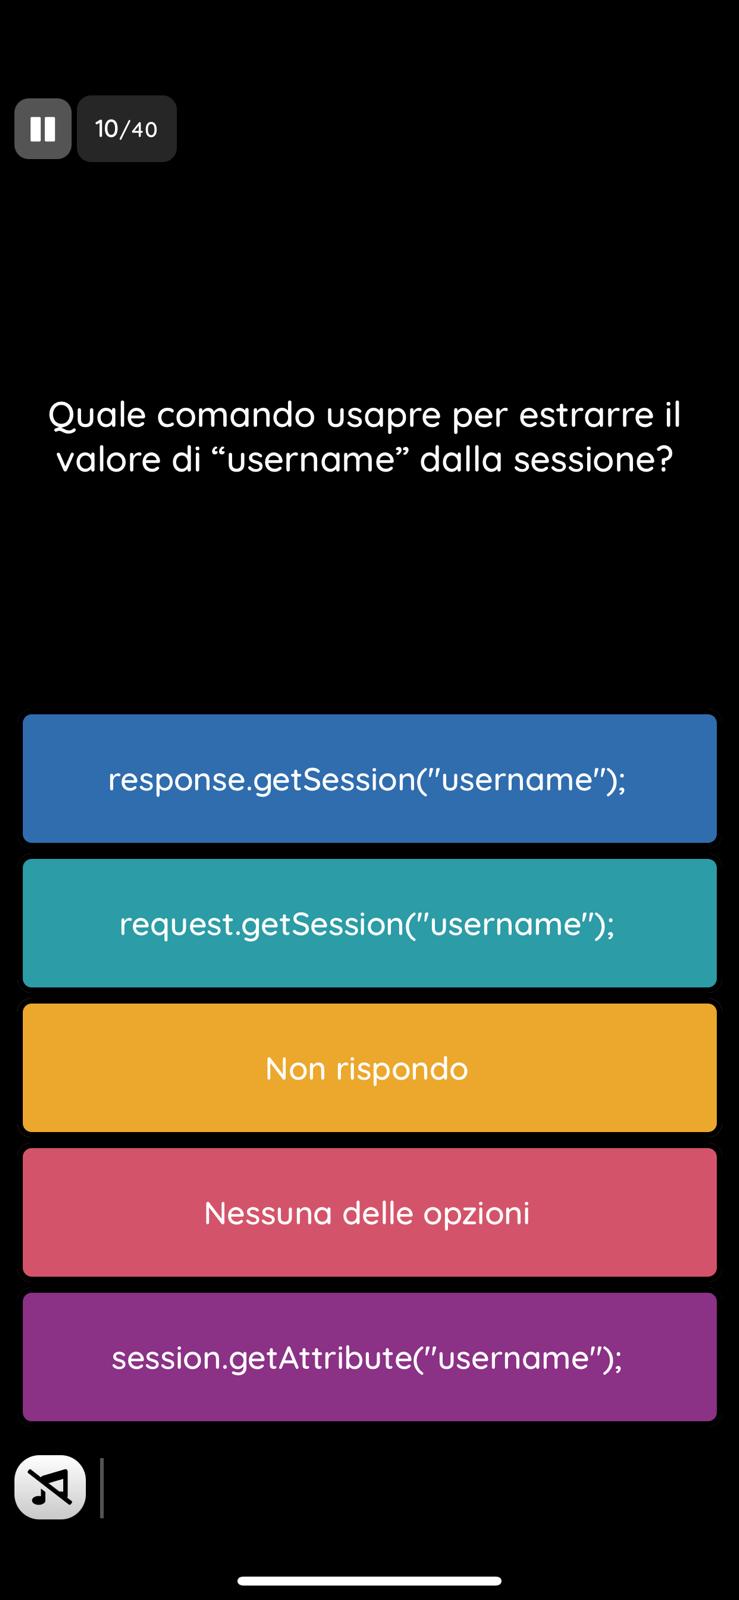 10/40
Quale comando usapre per estrarre il
valore di “username” dalla sessione?
response.getSession("username");
request.getSession("username");
Non rispondo
Nessuna delle opzioni
session.getAttribute("username");